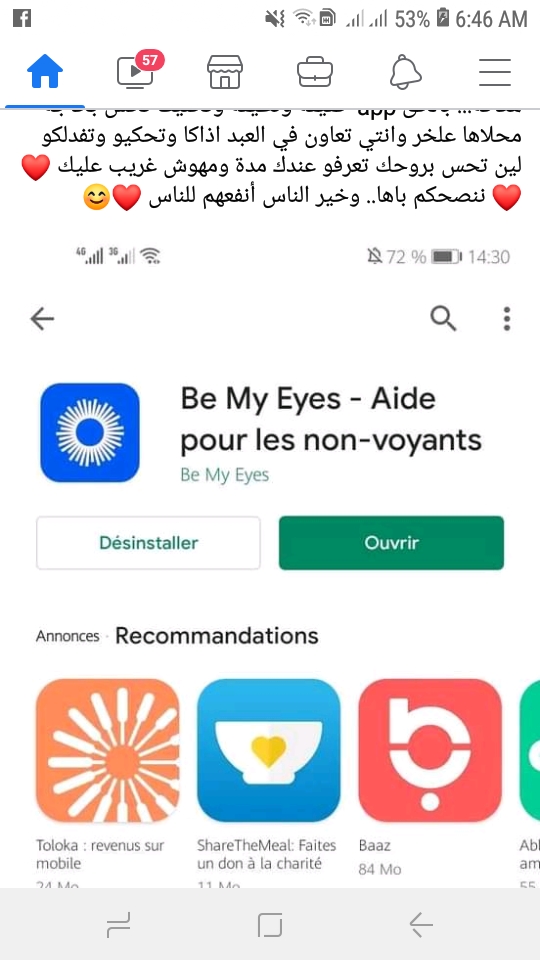 53% 6:46 AM
57
app
محلاها علخر وانتي تعاون في العبد اذاكا وتحكيو وتفدلكو
لين تحس بروحك تعرفو عندك مدة ومهوش غريب عليك ❤️
❤️ ننصحكم باها.. وخير الناس أنفعهم للناس ❤️😊
4G 3G 72 % 14:30
Be My Eyes - Aide
pour les non-voyants
Be My Eyes
Désinstaller
Ouvrir
Annonces · Recommandations
Toloka : revenus sur
mobile
24 Mo
ShareTheMeal: Faites
un don à la charité
11 Mo
Baaz
84 Mo
Abl
am
55